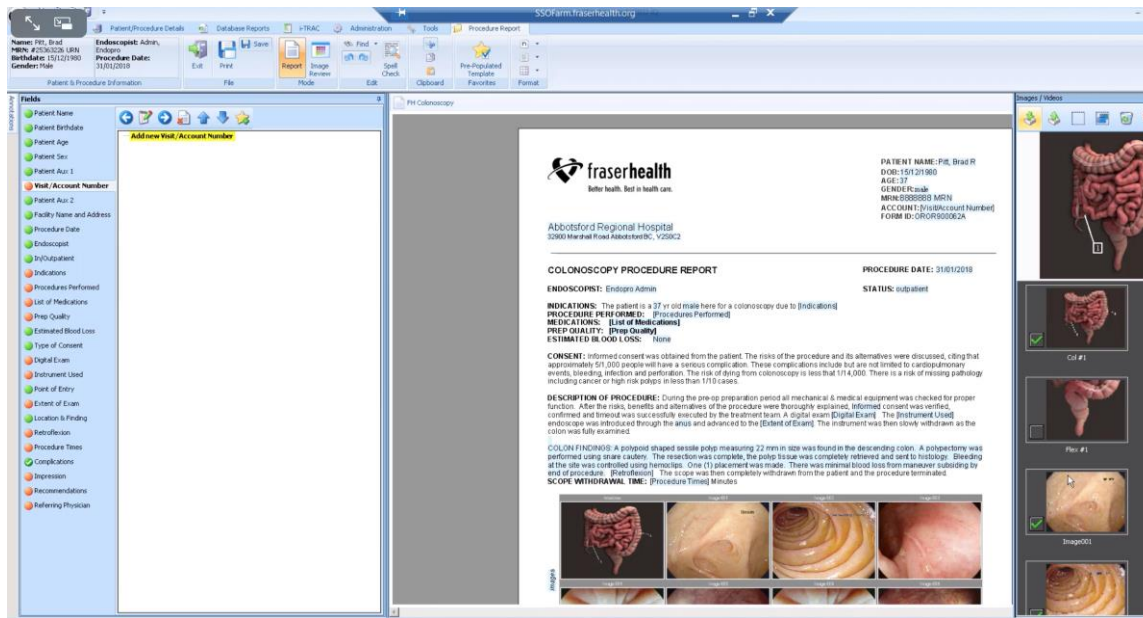 SSOFarm.fraserhealth.org
Patient/Procedure Details
Database Reports
i-TRAC
Administration
Tools
Procedure Report
Name: Pitt, Brad
MRN: #25363226 URN
Birthdate: 15/12/1980
Gender: Male
Endoscopist: Admin, Endopro
Procedure Date:
31/01/2018
Patient & Procedure Information
Exit
Print
Save
File
Report
Image Review
Mode
Find
Spell Check
Edit
Clipboard
Pre-Populated Template
Favorites
Format
Annotations
Fields
Patient Name
Patient Birthdate
Patient Age
Patient Sex
Patient Aux 1
Visit/Account Number
Patient Aux 2
Facility Name and Address
Procedure Date
Endoscopist
In/Outpatient
Indications
Procedures Performed
List of Medications
Prep Quality
Estimated Blood Loss
Type of Consent
Digital Exam
Instrument Used
Point of Entry
Extent of Exam
Location & Finding
Retroflexion
Procedure Times
Complications
Impression
Recommendations
Referring Physician
Add new Visit/Account Number
FH Colonoscopy
fraserhealth
Better health. Best in health care.
PATIENT NAME: Pitt, Brad R
DOB: 15/12/1980
AGE: 37
GENDER: male
MRN: 8888888 MRN
ACCOUNT: [Visit/Account Number]
FORM ID: OROR900062A
Abbotsford Regional Hospital
32900 Marshall Road Abbotsford BC, V2S0C2
COLONOSCOPY PROCEDURE REPORT
PROCEDURE DATE: 31/01/2018
ENDOSCOPIST: Endopro Admin
STATUS: outpatient
INDICATIONS: The patient is a 37 yr old male here for a colonoscopy due to [Indications]
PROCEDURE PERFORMED: [Procedures Performed]
MEDICATIONS: [List of Medications]
PREP QUALITY: [Prep Quality]
ESTIMATED BLOOD LOSS: None
CONSENT: Informed consent was obtained from the patient. The risks of the procedure and its alternatives were discussed, citing that
approximately 5/1,000 people will have a serious complication. These complications include but are not limited to cardiopulmonary
events, bleeding, infection and perforation. The risk of dying from colonoscopy is less that 1/14,000. There is a risk of missing pathology
including cancer or high risk polyps in less than 1/10 cases.
DESCRIPTION OF PROCEDURE: During the pre-op preparation period all mechanical & medical equipment was checked for proper
function. After the risks, benefits and alternatives of the procedure were thoroughly explained, Informed consent was verified,
confirmed and timeout was successfully executed by the treatment team. A digital exam [Digital Exam] The [Instrument Used]
endoscope was introduced through the anus and advanced to the [Extent of Exam] The instrument was then slowly withdrawn as the
colon was fully examined.
COLON FINDINGS: A polypoid shaped sessile polyp measuring 22 mm in size was found in the descending colon. A polypectomy was
performed using snare cautery. The resection was complete, the polyp tissue was completely retrieved and sent to histology. Bleeding
at the site was controlled using hemoclips. One (1) placement was made. There was minimal blood loss from maneuver subsiding by
end of procedure. [Retroflexion] The scope was then completely withdrawn from the patient and the procedure terminated.
SCOPE WITHDRAWAL TIME: [Procedure Times] Minutes
Images
Images / Videos
1
Col #1
Plex #1
Image001